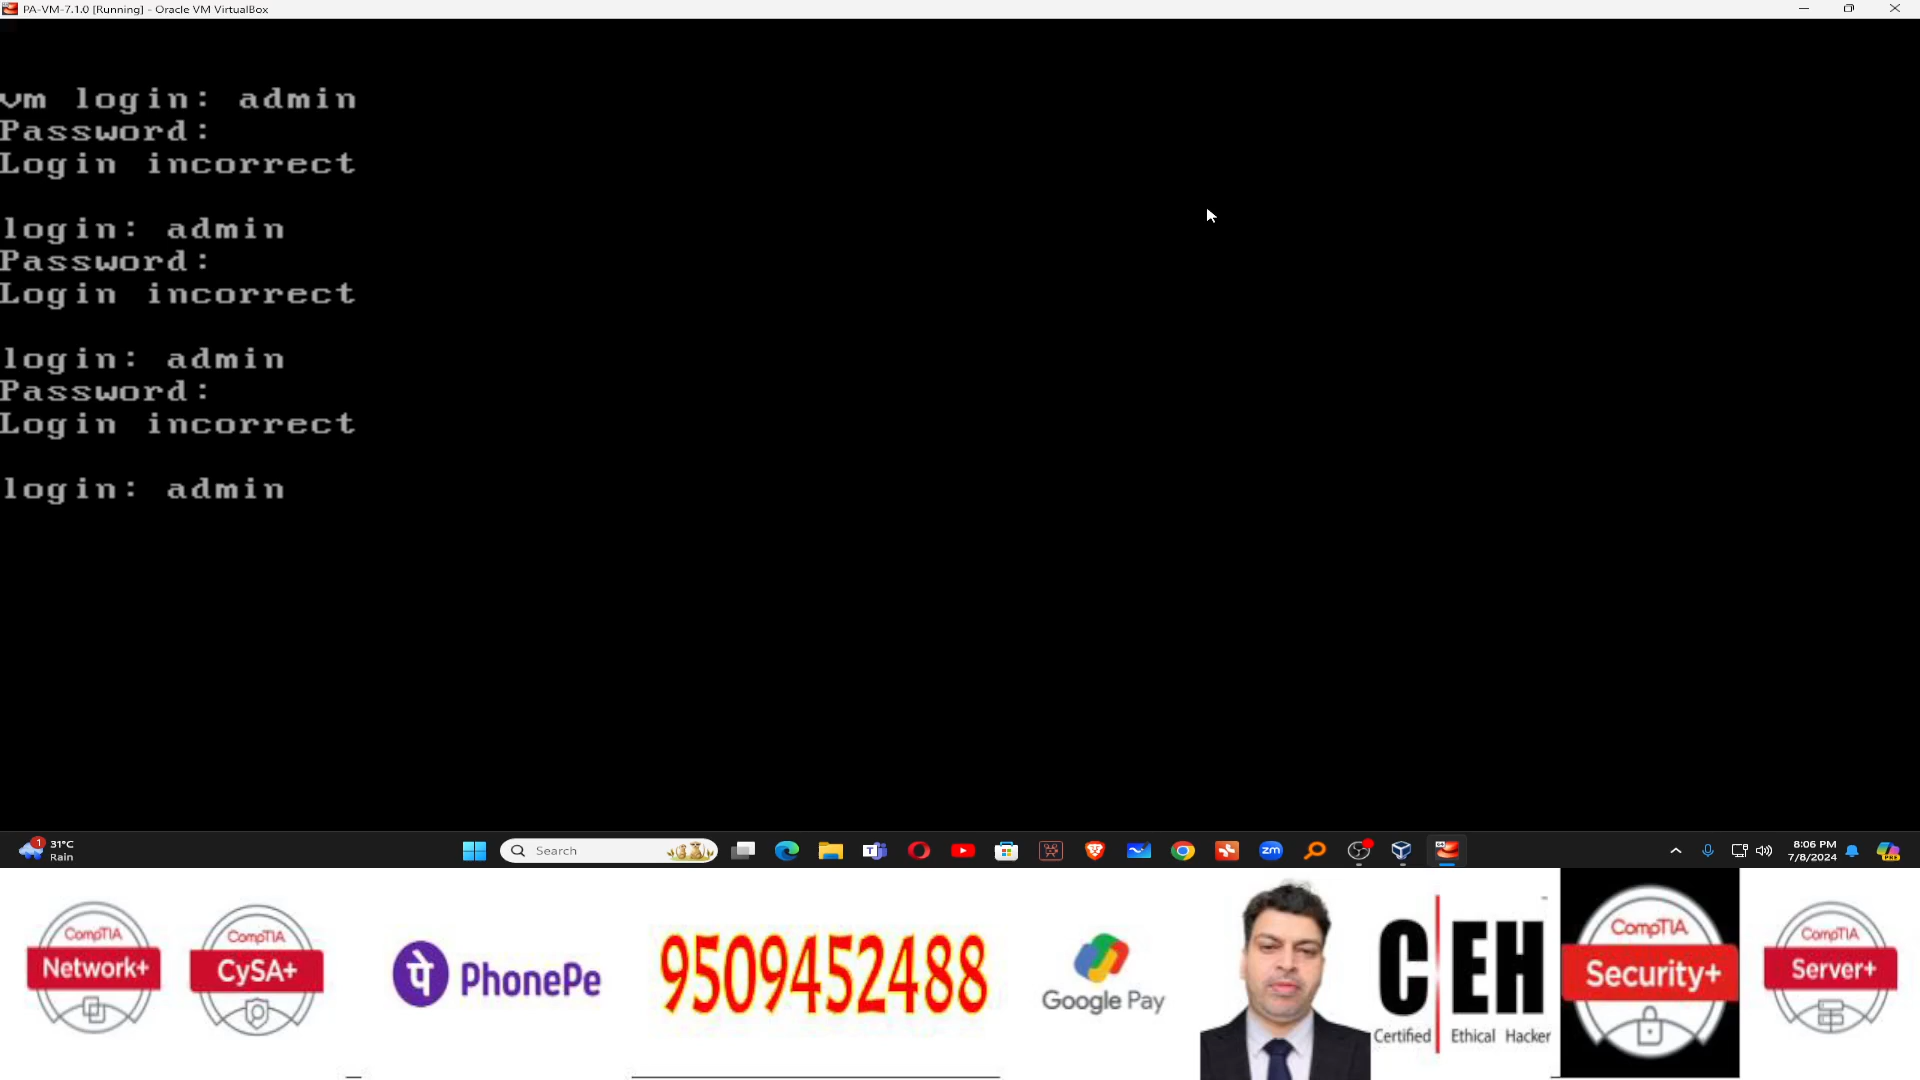 PA-VM-7.1.0 [Running] - Oracle VM VirtualBox
vm login: admin
Password:
Login incorrect
login: admin
Password:
Login incorrect
login: admin
Password:
Login incorrect
login: admin
1
31°C
Rain
Search
zm
8:06 PM
7/8/2024
CompTIA
Network+
CompTIA
CySA+
पे PhonePe
9509452488
Google Pay
C EH
Certified Ethical Hacker
CompTIA
Security+
CompTIA
Server+